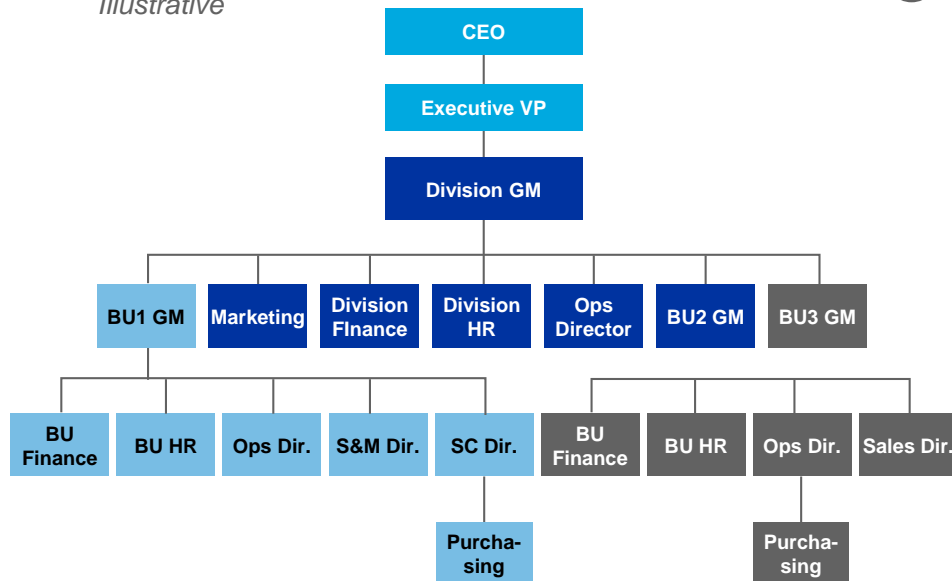 Illustrative
CEO
Executive VP
Division GM
BU1 GM
Marketing
Division
FInance
Division
HR
Ops
Director
BU2 GM
BU3 GM
BU
Finance
BU HR
Ops Dir.
S&M Dir.
SC Dir.
BU
Finance
BU HR
Ops Dir.
Sales Dir.
Purcha-
sing
Purcha-
sing